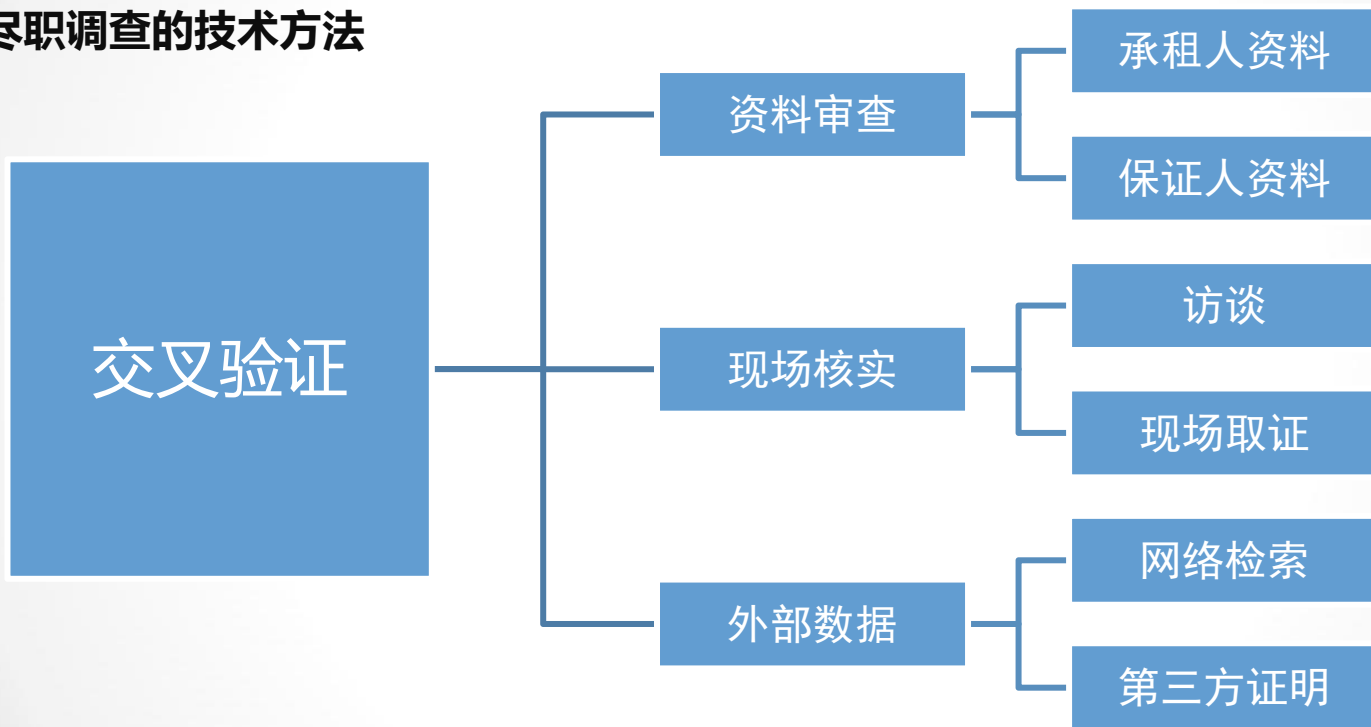 尽职调查的技术方法
交叉验证
资料审查
承租人资料
保证人资料
现场核实
访谈
现场取证
外部数据
网络检索
第三方证明